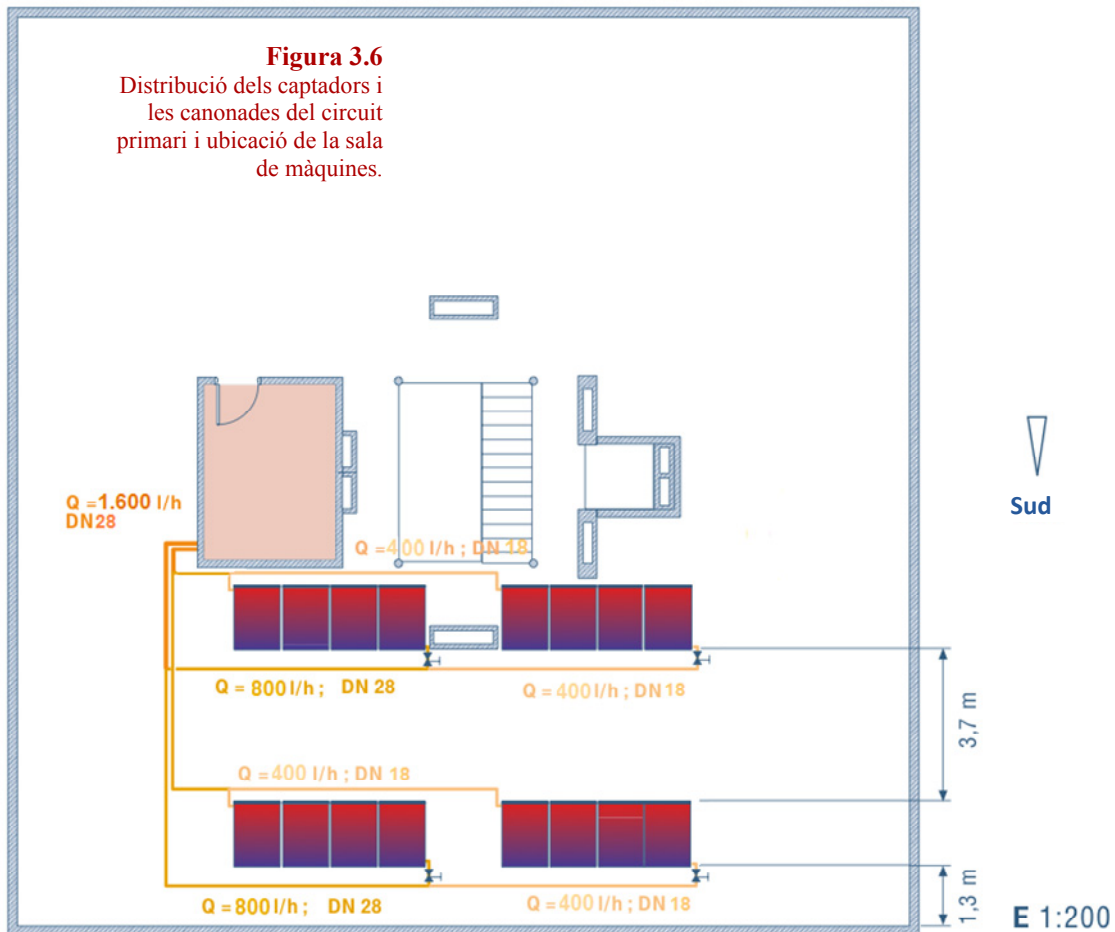 Figura 3.6
Distribució dels captadors i
les canonades del circuit
primari i ubicació de la sala
de màquines.
Q =1.600 l/h
DN28
Sud
Q =400 l/h ; DN 18
Q = 800 l/h ; DN 28
Q =400 l/h ; DN 18
3,7 m
Q =400 l/h ; DN 18
Q =800 l/h ; DN 28
Q =400 l/h ; DN 18
1,3 m
E 1:200